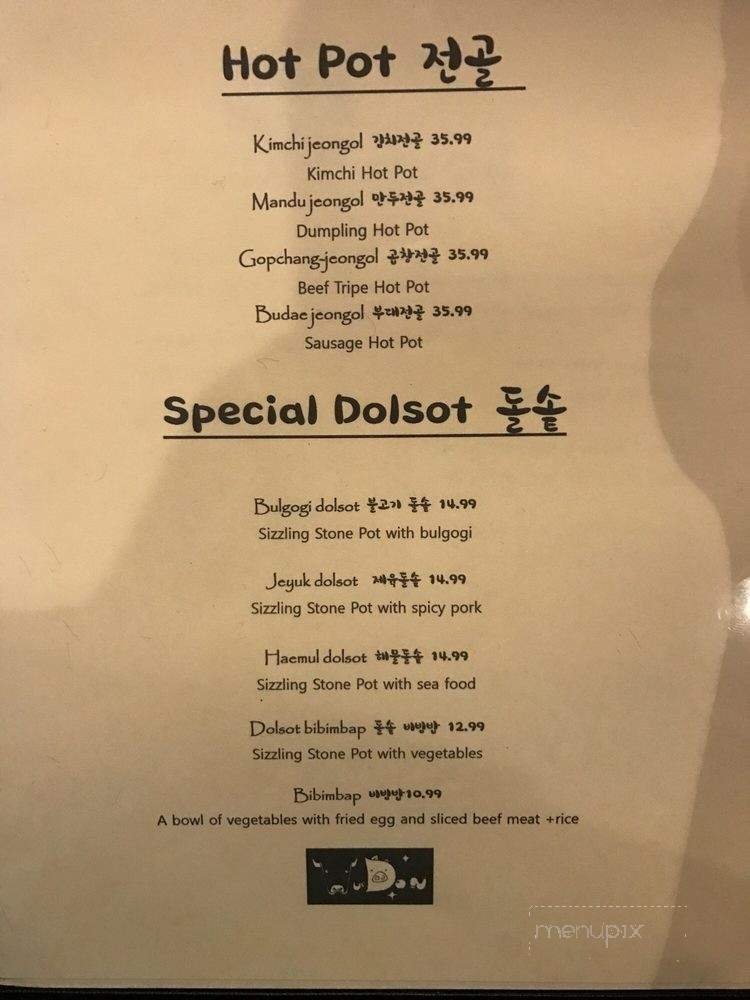 Hot Pot 전골
Kimchi jeongol 김치전골 35.99
Kimchi Hot Pot
Mandu jeongol 만두전골 35.99
Dumpling Hot Pot
Gopchang-jeongol 곱창전골 35.99
Beef Tripe Hot Pot
Budae jeongol 부대전골 35.99
Sausage Hot Pot
Special Dolsot 돌솥
Bulgogi dolsot 불고기 돌솥 14.99
Sizzling Stone Pot with bulgogi
Jeyuk dolsot 제육돌솥 14.99
Sizzling Stone Pot with spicy pork
Haemul dolsot 해물돌솥 14.99
Sizzling Stone Pot with sea food
Dolsot bibimbap 돌솥 비빔밥 12.99
Sizzling Stone Pot with vegetables
Bibimbap 비빔밥10.99
A bowl of vegetables with fried egg and sliced beef meat +rice
WuDon
menupix